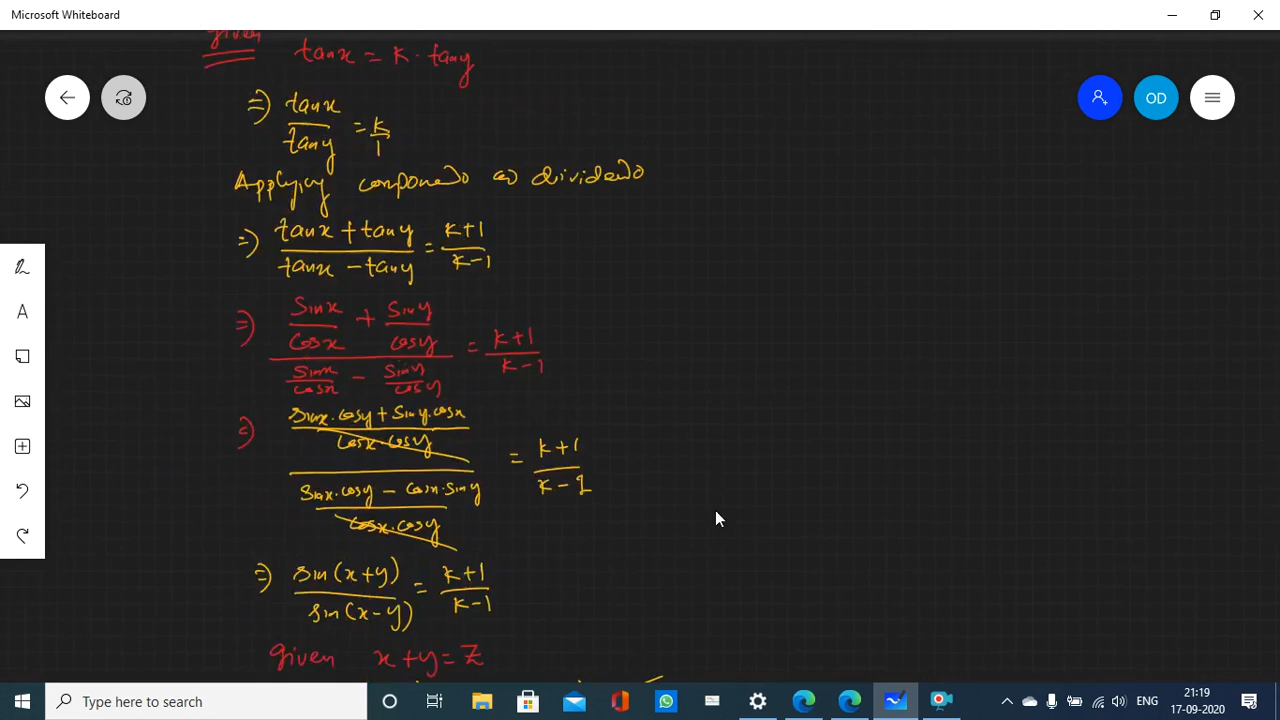 Microsoft Whiteboard
given tanx = k · tany
=> tanx / tany = k / 1
Applying componendo and dividendo
=> (tanx + tany) / (tanx − tany) = (k+1) / (k−1)
=> (sinx/cosx + siny/cosy) / (sinx/cosx − siny/cosy) = (k+1) / (k−1)
=> ((sinx·cosy + siny·cosx) / (cosx·cosy)) / ((sinx·cosy − cosx·siny) / (cosx·cosy)) = (k+1) / (k−1)
=> sin(x+y) / sin(x−y) = (k+1) / (k−1)
given x+y = Z
OD
A
Type here to search
ENG
21:19
17-09-2020